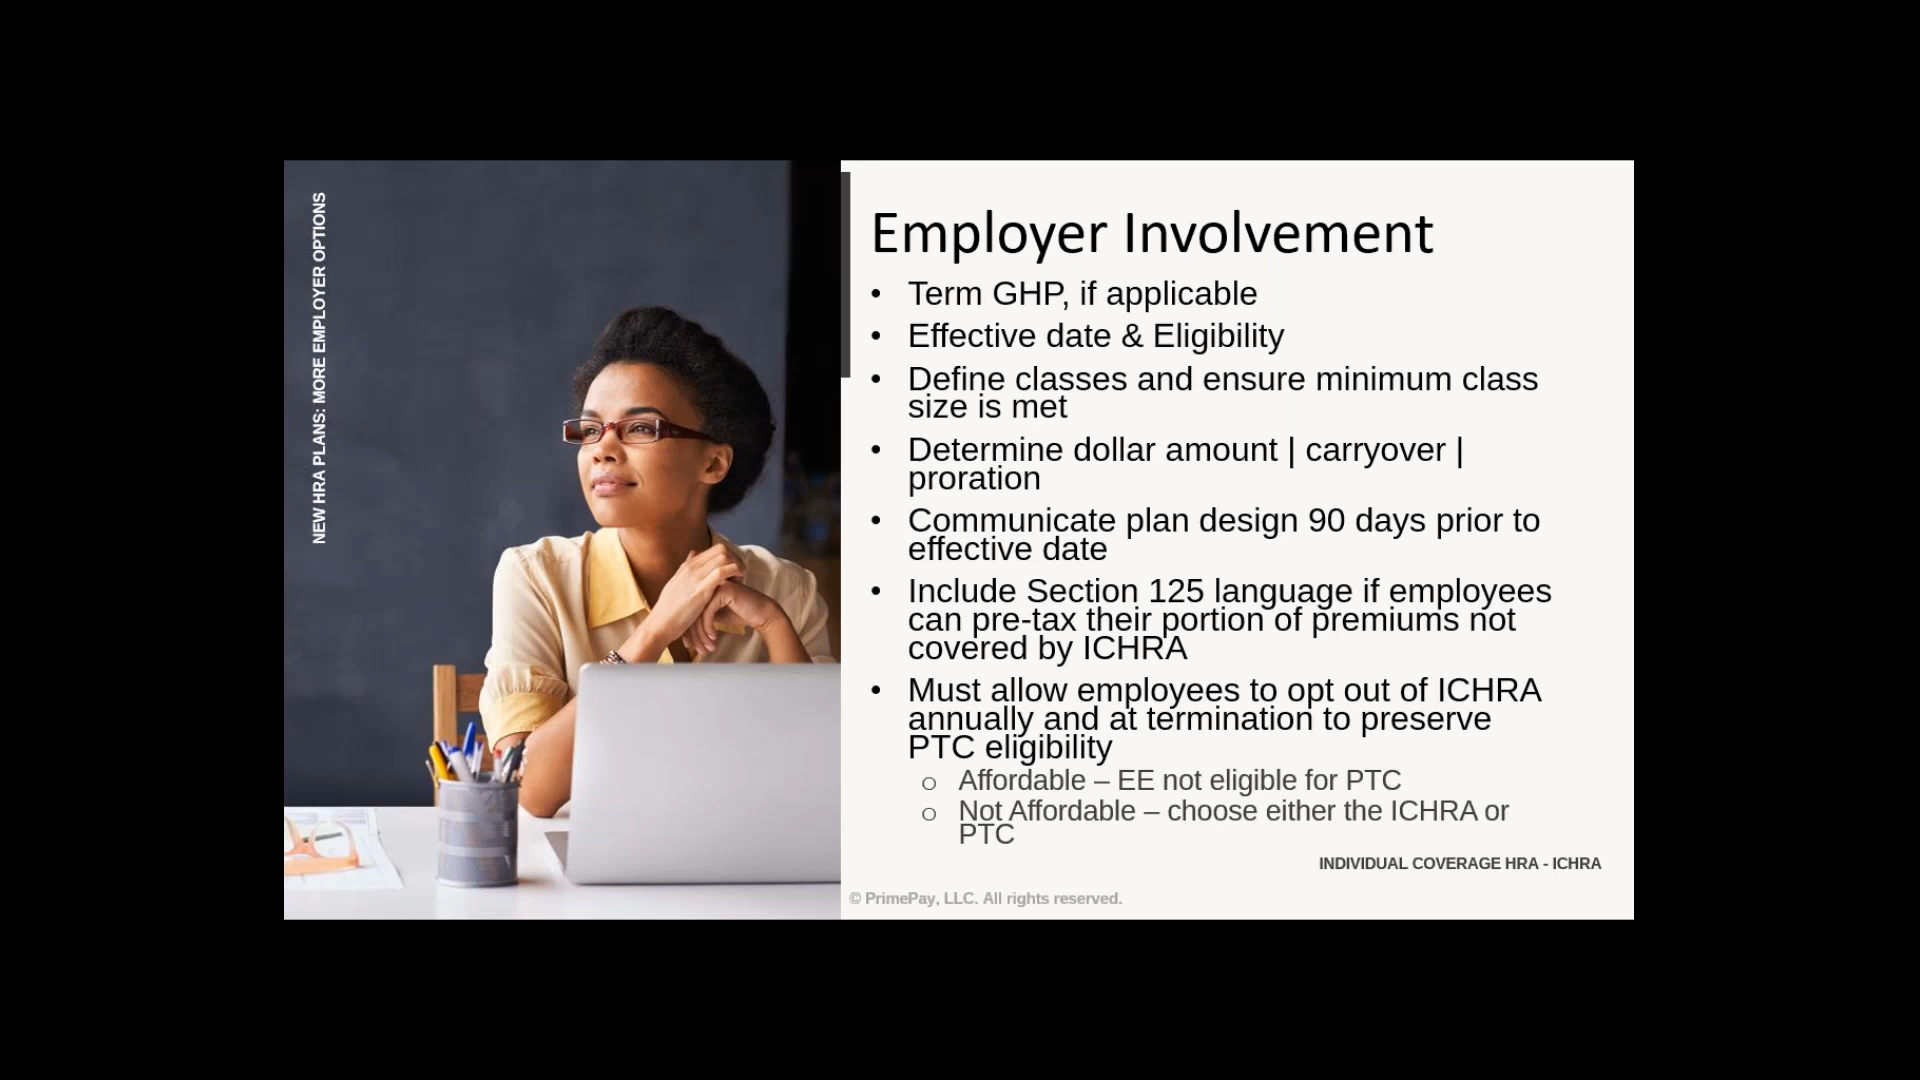 NEW HRA PLANS: MORE EMPLOYER OPTIONS
Employer Involvement
• Term GHP, if applicable
• Effective date & Eligibility
• Define classes and ensure minimum class
size is met
• Determine dollar amount | carryover |
proration
• Communicate plan design 90 days prior to
effective date
• Include Section 125 language if employees
can pre-tax their portion of premiums not
covered by ICHRA
• Must allow employees to opt out of ICHRA
annually and at termination to preserve
PTC eligibility
o Affordable – EE not eligible for PTC
o Not Affordable – choose either the ICHRA or
PTC
INDIVIDUAL COVERAGE HRA - ICHRA
© PrimePay, LLC. All rights reserved.